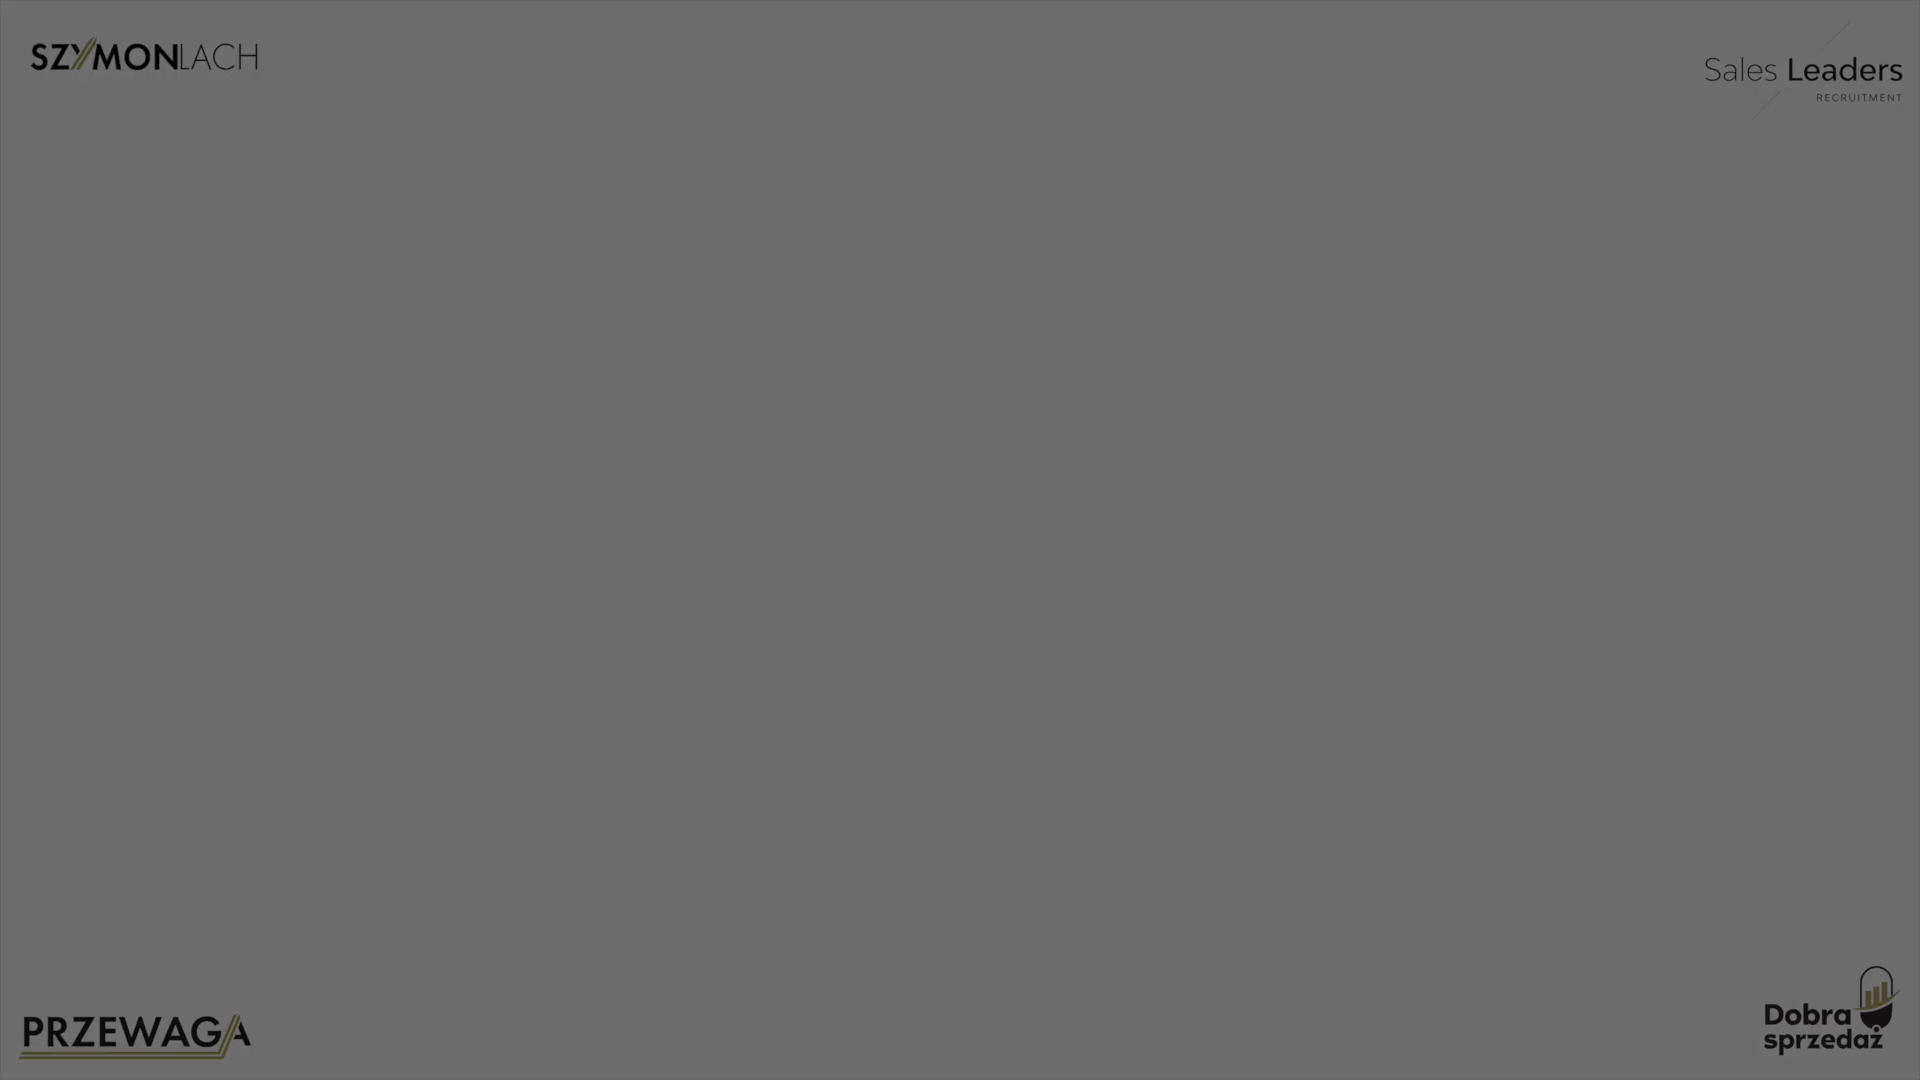 SZYMONLACH
Sales Leaders
RECRUITMENT
PRZEWAGA
Dobra
sprzedaż